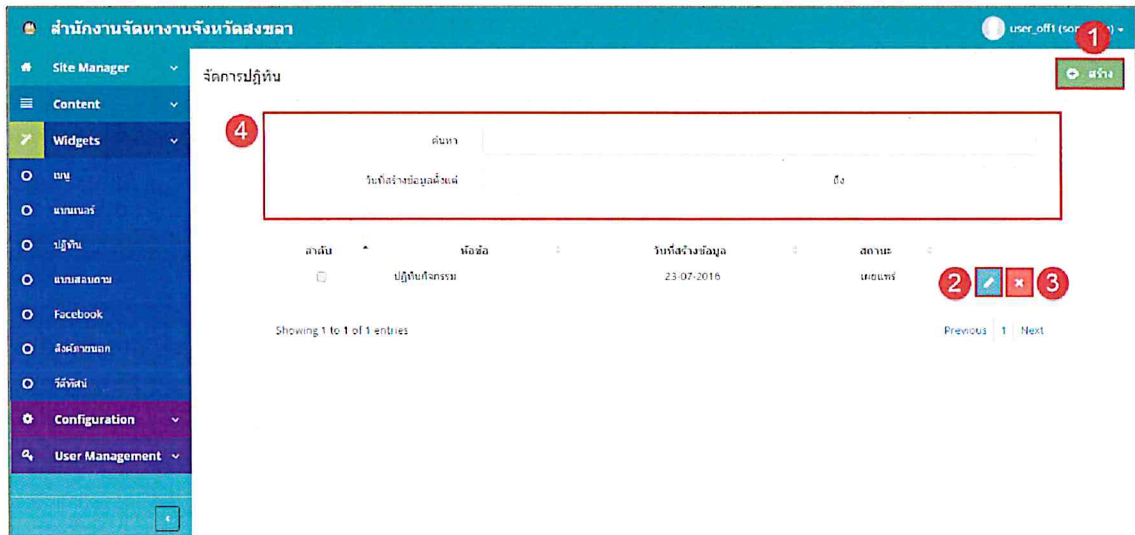 สำนักงานจัดหางานจังหวัดสงขลา
user_off1
1
Site Manager
จัดการปฏิทิน
สร้าง
Content
Widgets
4
ค้นหา
เมนู
วันที่สร้างข้อมูลตั้งแต่ ถึง
แบนเนอร์
ปฏิทิน
ลำดับ หัวข้อ วันที่สร้างข้อมูล สถานะ
แบบสอบถาม
ปฏิทินกิจกรรม 23-07-2016 เผยแพร่ 2 3
Facebook
Showing 1 to 1 of 1 entries Previous 1 Next
ลิงค์ภายนอก
วีดีทัศน์
Configuration
User Management